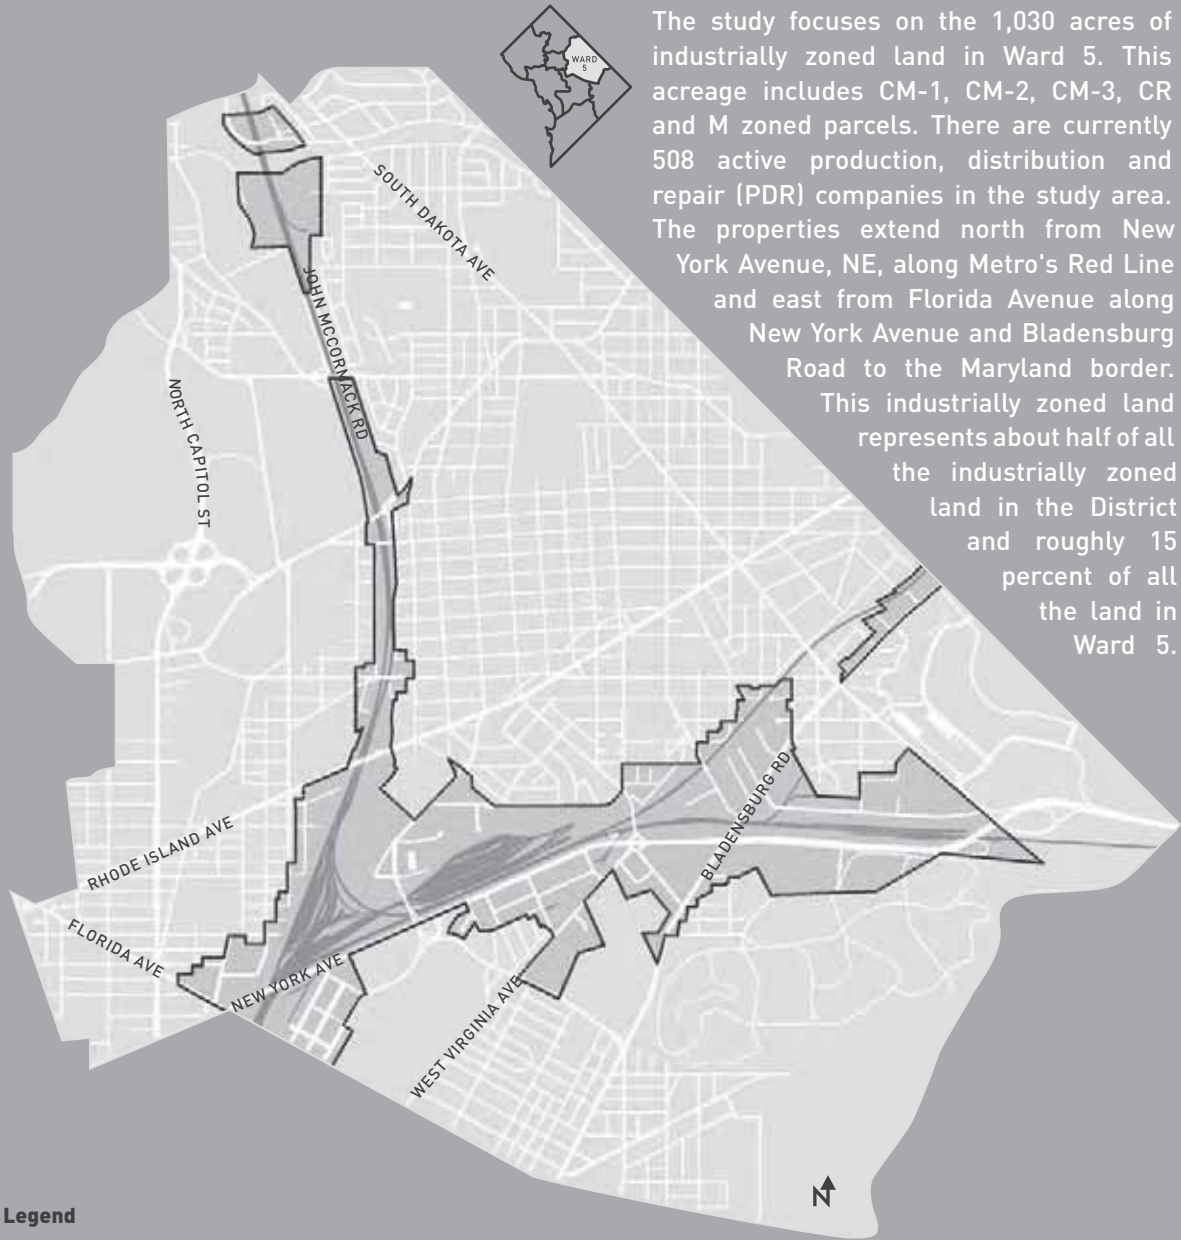 The study focuses on the 1,030 acres of
industrially zoned land in Ward 5. This
acreage includes CM-1, CM-2, CM-3, CR
and M zoned parcels. There are currently
508 active production, distribution and
repair (PDR) companies in the study area.
The properties extend north from New
York Avenue, NE, along Metro's Red Line
and east from Florida Avenue along
New York Avenue and Bladensburg
Road to the Maryland border.
This industrially zoned land
represents about half of all
the industrially zoned
land in the District
and roughly 15
percent of all
the land in
Ward 5.
WARD
5
SOUTH DAKOTA AVE
JOHN MCCORMACK RD
NORTH CAPITOL ST
RHODE ISLAND AVE
FLORIDA AVE
NEW YORK AVE
BLADENSBURG RD
WEST VIRGINIA AVE
N
Legend